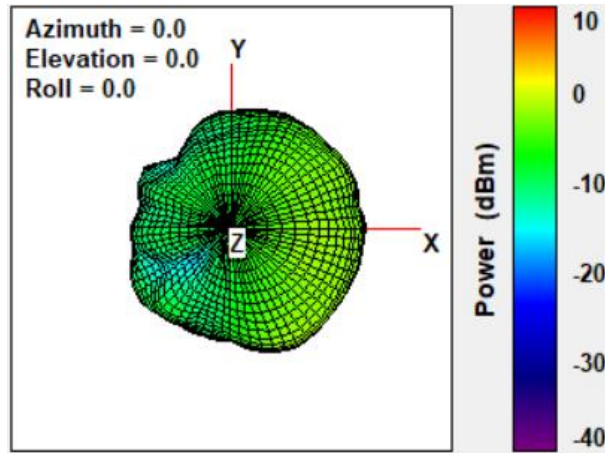 Azimuth = 0.0
Elevation = 0.0
Roll = 0.0
Y
Z
X
Power (dBm)
10
0
-10
-20
-30
-40